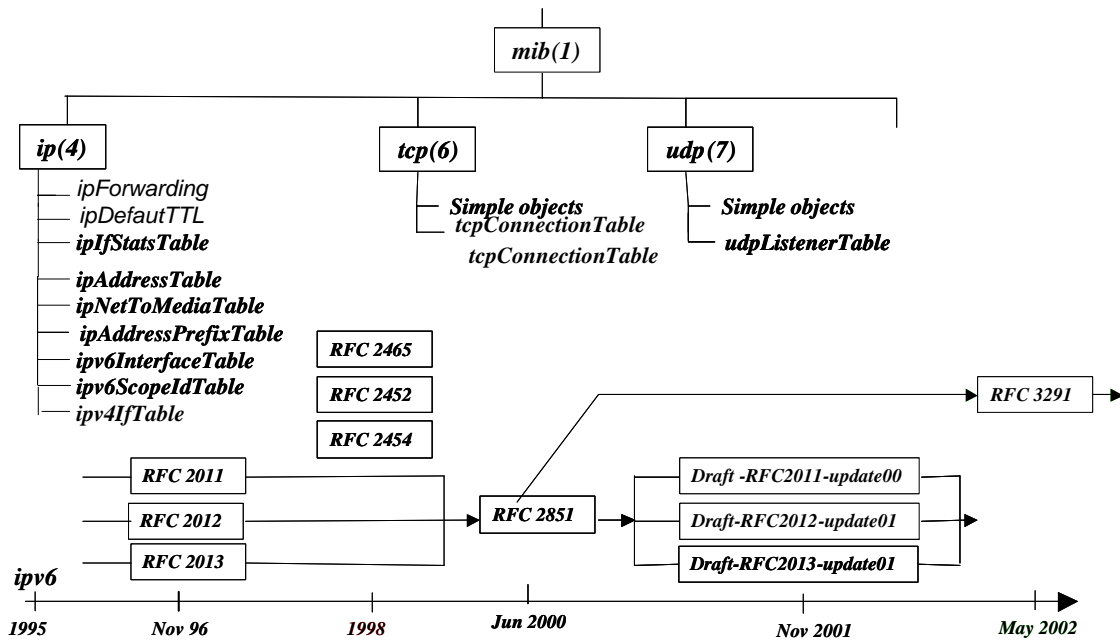 mib(1)
ip(4)
tcp(6)
udp(7)
ipForwarding
ipDefautTTL
ipIfStatsTable
ipAddressTable
ipNetToMediaTable
ipAddressPrefixTable
ipv6InterfaceTable
ipv6ScopeIdTable
ipv4IfTable
Simple objects
tcpConnectionTable
tcpConnectionTable
Simple objects
udpListenerTable
RFC 2465
RFC 2452
RFC 2454
RFC 3291
RFC 2011
RFC 2012
RFC 2013
RFC 2851
Draft -RFC2011-update00
Draft-RFC2012-update01
Draft-RFC2013-update01
ipv6
1995
Nov 96
1998
Jun 2000
Nov 2001
May 2002